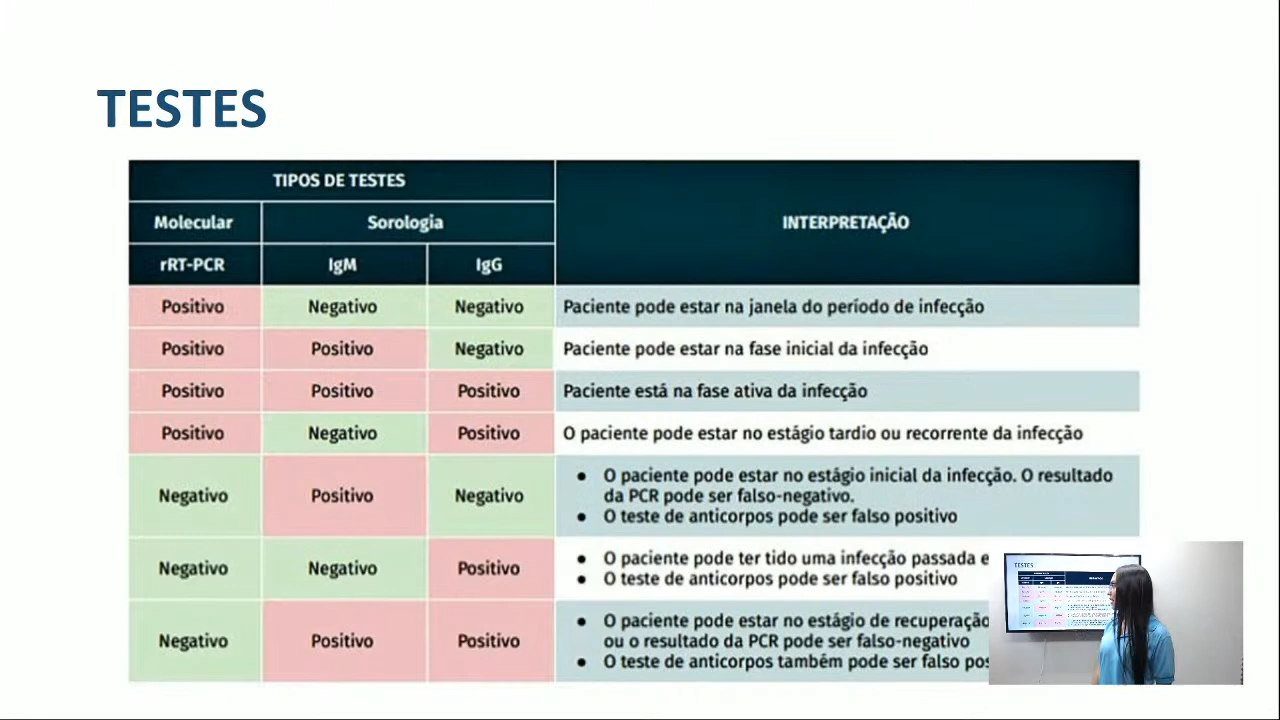 TESTES
TIPOS DE TESTES
INTERPRETAÇÃO
Molecular
Sorologia
rRT-PCR
IgM
IgG
Positivo
Negativo
Negativo
Paciente pode estar na janela do período de infecção
Positivo
Positivo
Negativo
Paciente pode estar na fase inicial da infecção
Positivo
Positivo
Positivo
Paciente está na fase ativa da infecção
Positivo
Negativo
Positivo
O paciente pode estar no estágio tardio ou recorrente da infecção
Negativo
Positivo
Negativo
• O paciente pode estar no estágio inicial da infecção. O resultado
da PCR pode ser falso-negativo.
• O teste de anticorpos pode ser falso positivo
Negativo
Negativo
Positivo
• O paciente pode ter tido uma infecção passada e
• O teste de anticorpos pode ser falso positivo
Negativo
Positivo
Positivo
• O paciente pode estar no estágio de recuperação
ou o resultado da PCR pode ser falso-negativo
• O teste de anticorpos também pode ser falso pos
TESTES